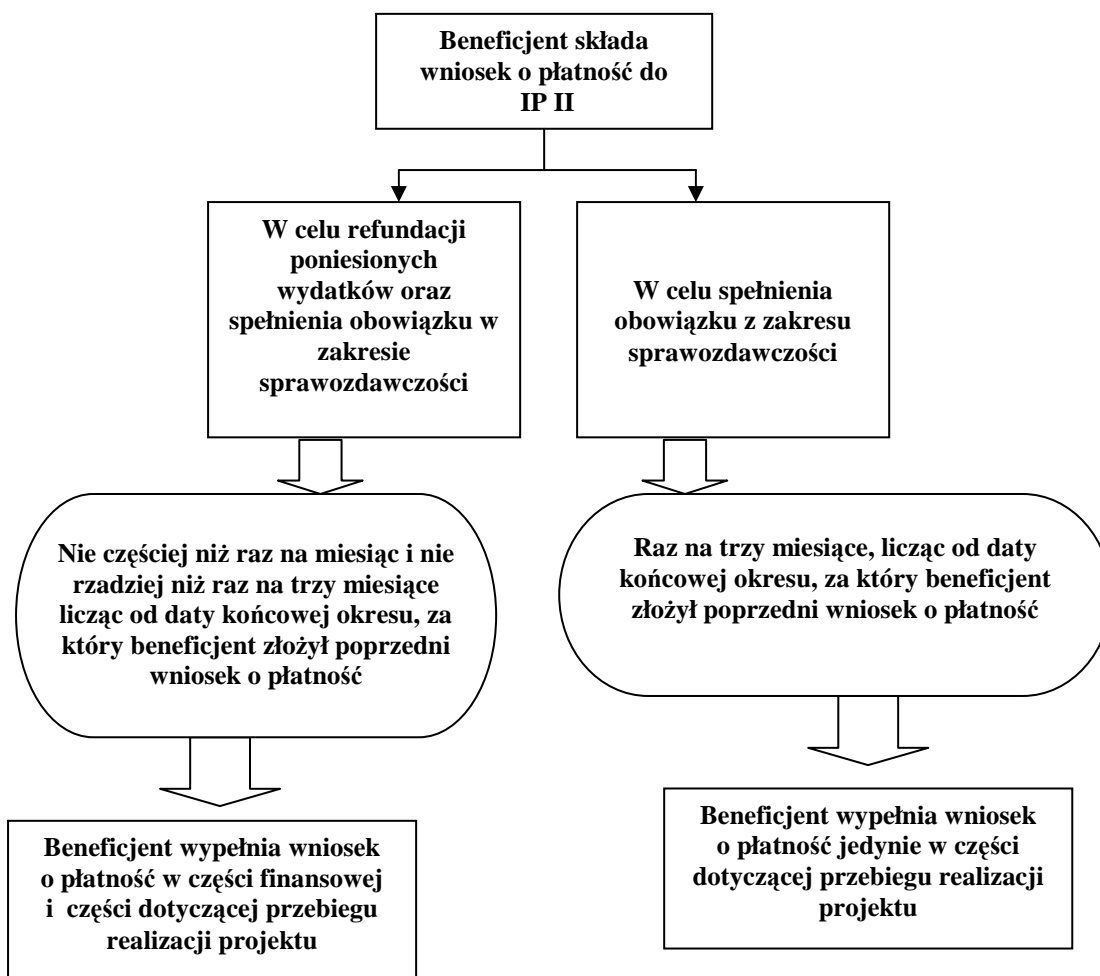 Beneficjent składa
wniosek o płatność do
IP II
W celu refundacji
poniesionych
wydatków oraz
spełnienia obowiązku w
zakresie
sprawozdawczości
W celu spełnienia
obowiązku z zakresu
sprawozdawczości
Nie częściej niż raz na miesiąc i nie
rzadziej niż raz na trzy miesiące
licząc od daty końcowej okresu, za
który beneficjent złożył poprzedni
wniosek o płatność
Raz na trzy miesiące, licząc od daty
końcowej okresu, za który beneficjent
złożył poprzedni wniosek o płatność
Beneficjent wypełnia wniosek
o płatność w części finansowej
i części dotyczącej przebiegu
realizacji projektu
Beneficjent wypełnia wniosek
o płatność jedynie w części
dotyczącej przebiegu realizacji
projektu